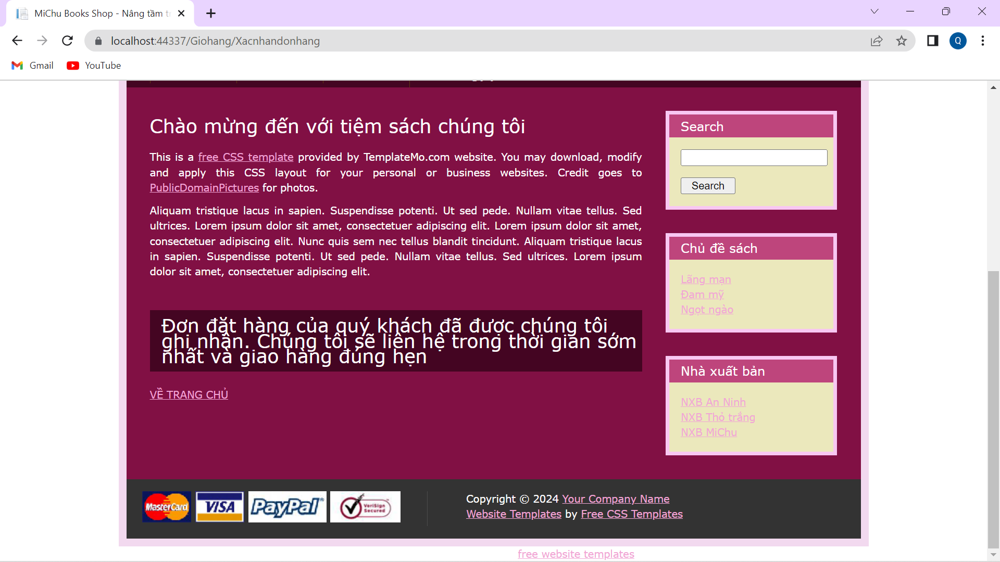 MiChu Books Shop - Nâng tầm t
localhost:44337/Giohang/Xacnhandonhang
Q
Gmail
YouTube
Chào mừng đến với tiệm sách chúng tôi
This is a free CSS template provided by TemplateMo.com website. You may download, modify
and apply this CSS layout for your personal or business websites. Credit goes to
PublicDomainPictures for photos.
Aliquam tristique lacus in sapien. Suspendisse potenti. Ut sed pede. Nullam vitae tellus. Sed
ultrices. Lorem ipsum dolor sit amet, consectetuer adipiscing elit. Lorem ipsum dolor sit amet,
consectetuer adipiscing elit. Nunc quis sem nec tellus blandit tincidunt. Aliquam tristique lacus
in sapien. Suspendisse potenti. Ut sed pede. Nullam vitae tellus. Sed ultrices. Lorem ipsum
dolor sit amet, consectetuer adipiscing elit.
Đơn đặt hàng của quý khách đã được chúng tôi
ghi nhận. Chúng tôi sẽ liên hệ trong thời gian sớm
nhất và giao hàng đúng hẹn
VỀ TRANG CHỦ
Search
Search
Chủ đề sách
Lãng mạn
Đam mỹ
Ngọt ngào
Nhà xuất bản
NXB An Ninh
NXB Thỏ trắng
NXB MiChu
MasterCard
VISA
PayPal®
VeriSign
Secured
Copyright © 2024 Your Company Name
Website Templates by Free CSS Templates
free website templates